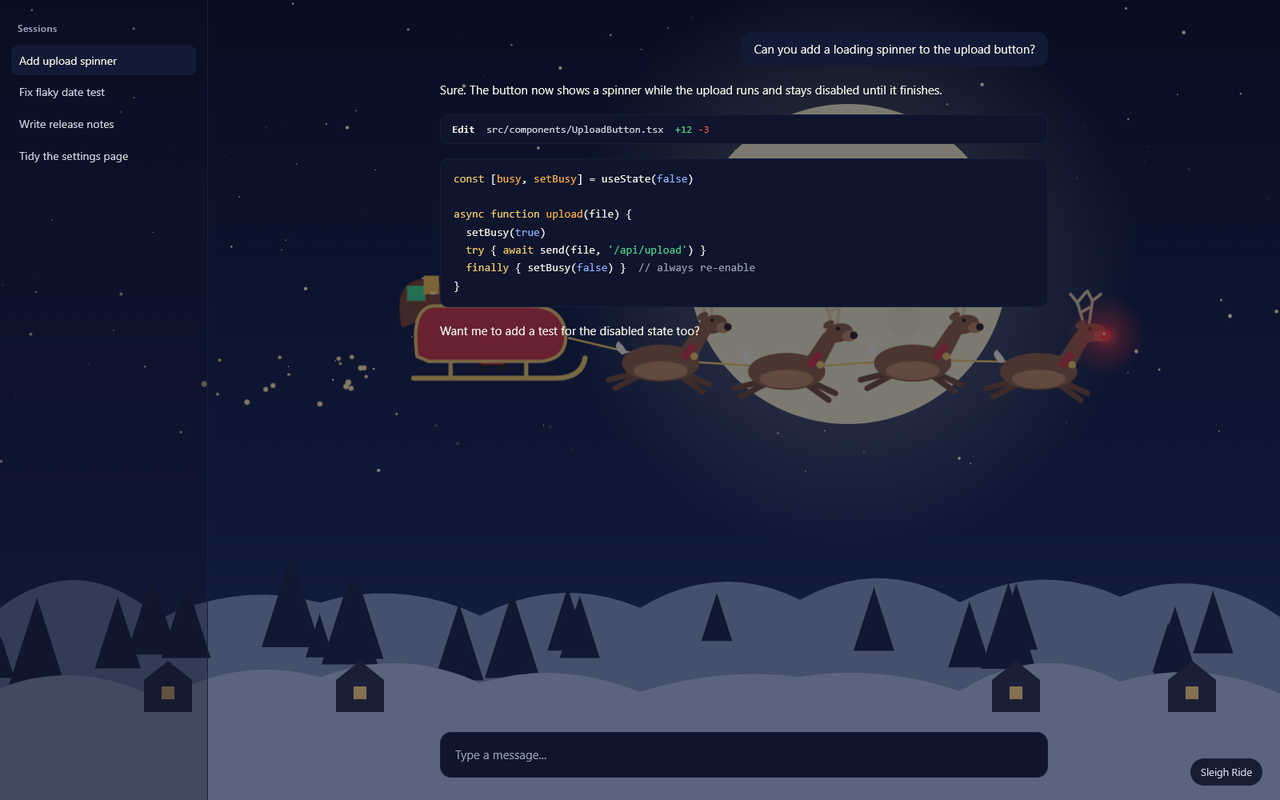 Sessions
Add upload spinner
Fix flaky date test
Write release notes
Tidy the settings page
Can you add a loading spinner to the upload button?
Sure. The button now shows a spinner while the upload runs and stays disabled until it finishes.
Edit src/components/UploadButton.tsx +12 -3
const [busy, setBusy] = useState(false)
async function upload(file) {
  setBusy(true)
  try { await send(file, '/api/upload') }
  finally { setBusy(false) }  // always re-enable
}
Want me to add a test for the disabled state too?
Type a message...
Sleigh Ride